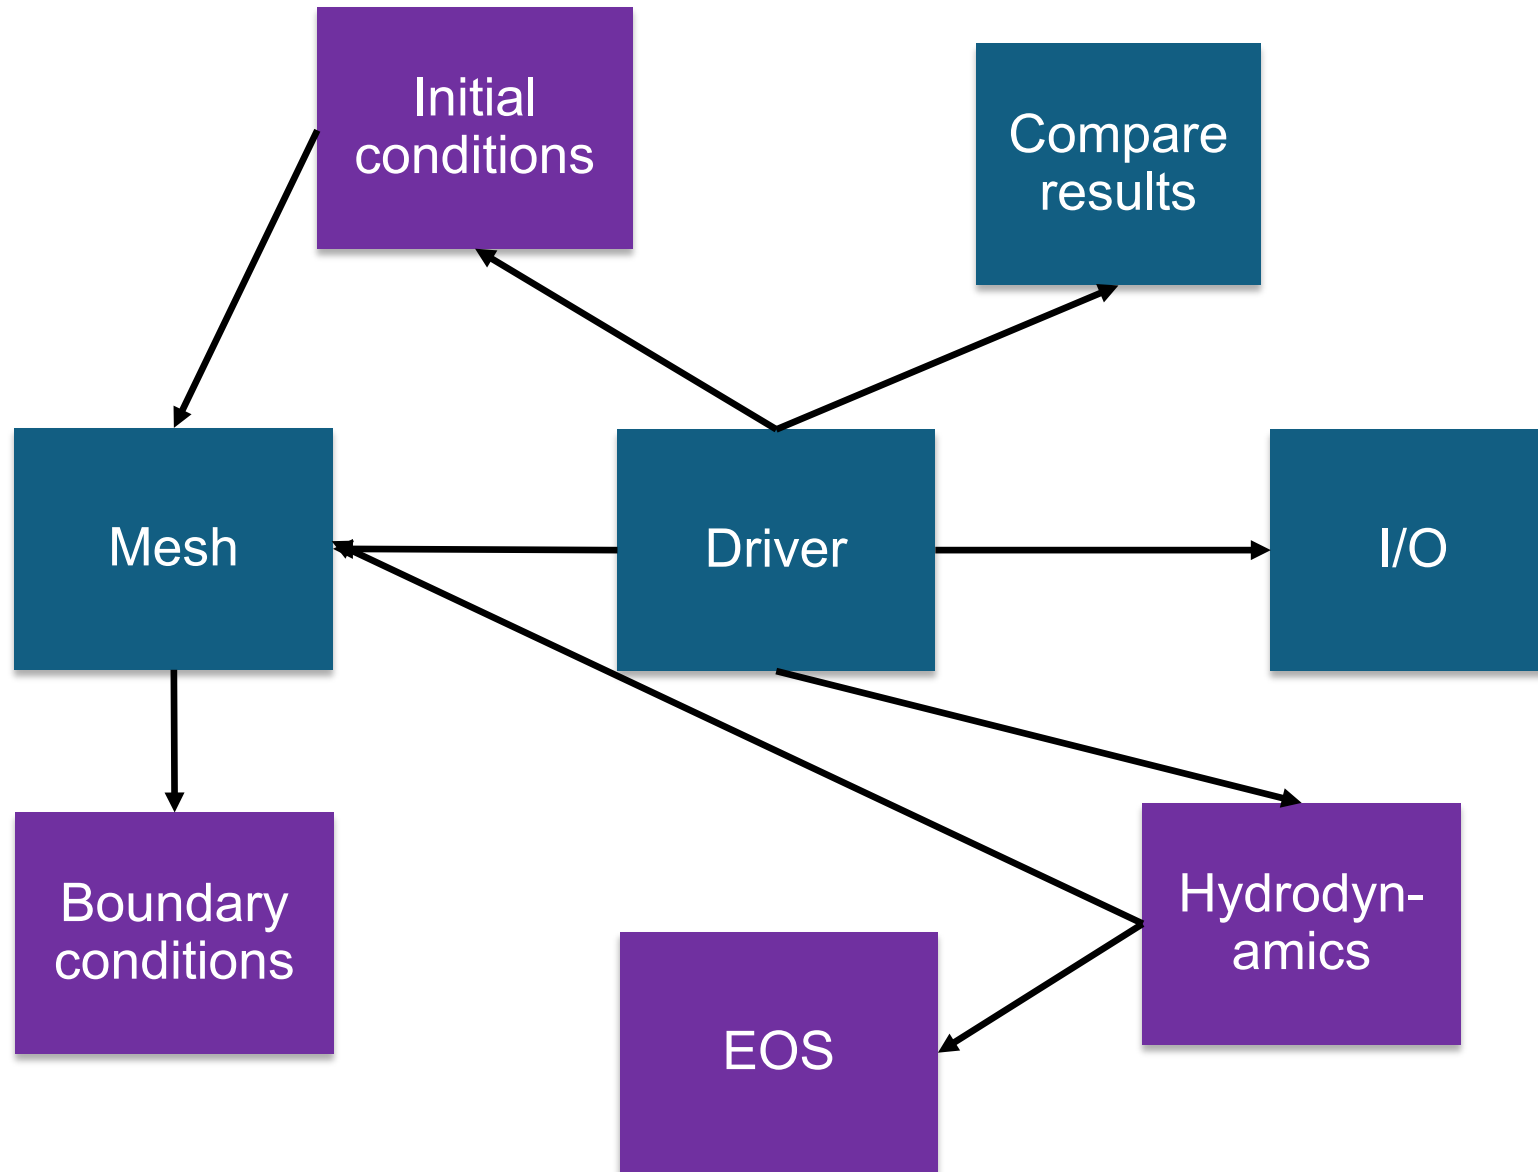 Initial
conditions
Compare
results
Mesh
Driver
I/O
Boundary
conditions
Hydrodyn-
amics
EOS